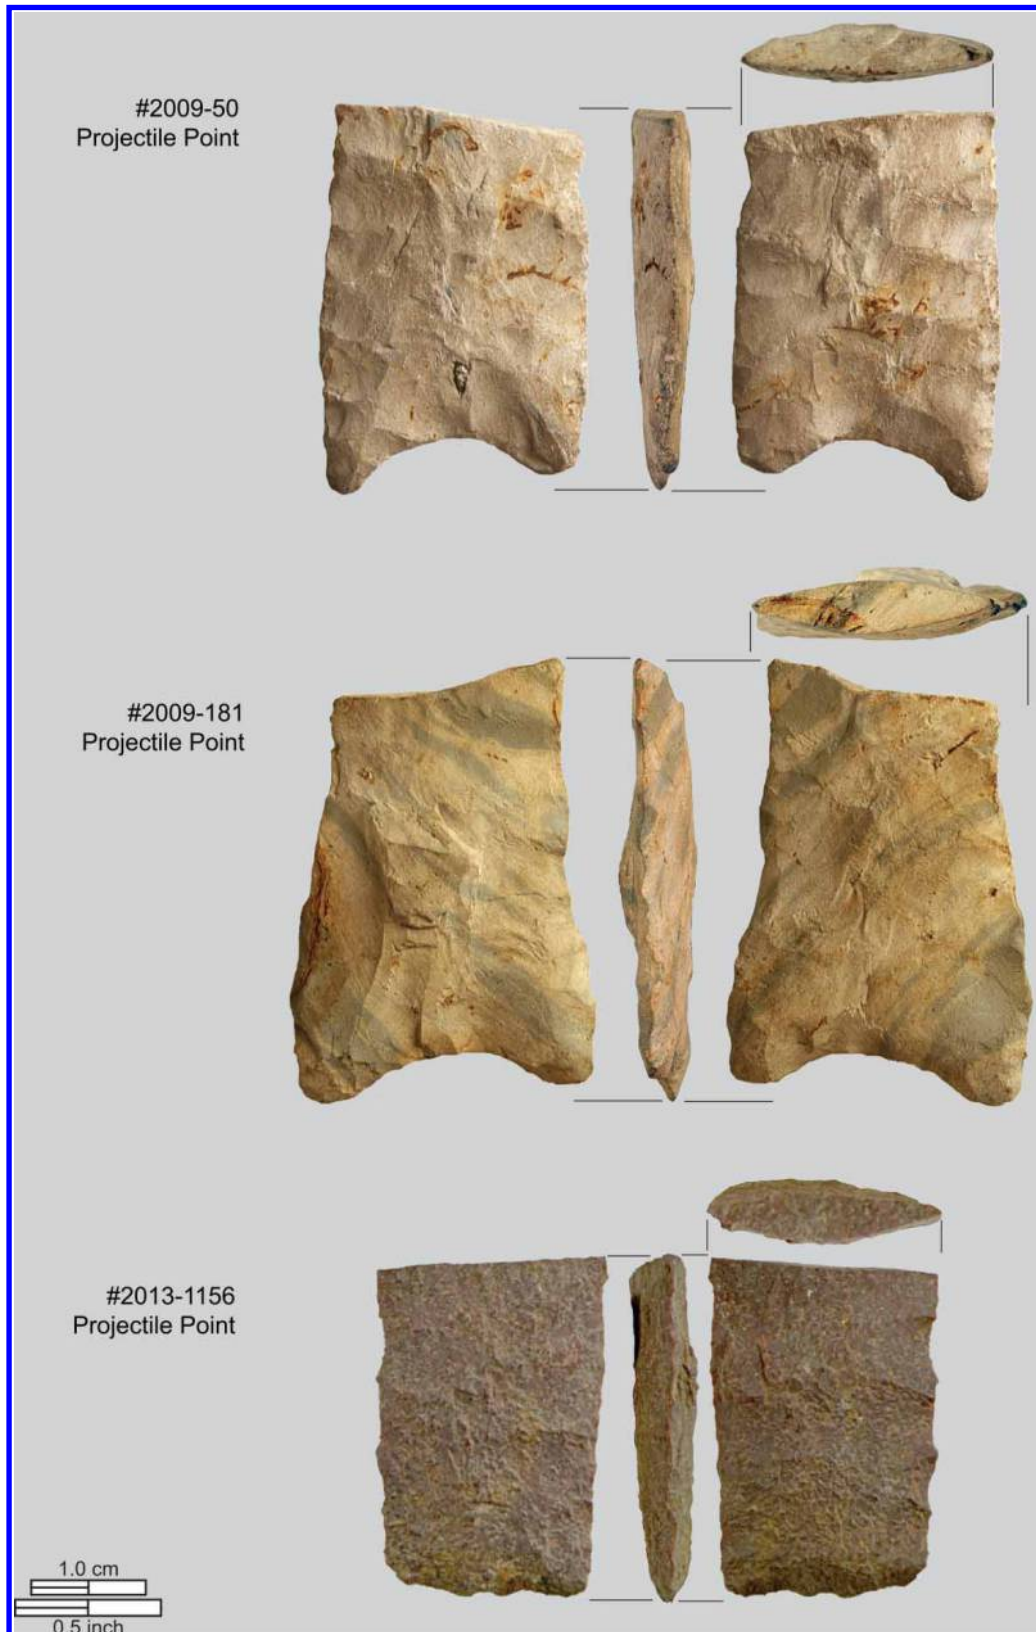 #2009-50
Projectile Point
#2009-181
Projectile Point
#2013-1156
Projectile Point
1.0 cm
0.5 inch